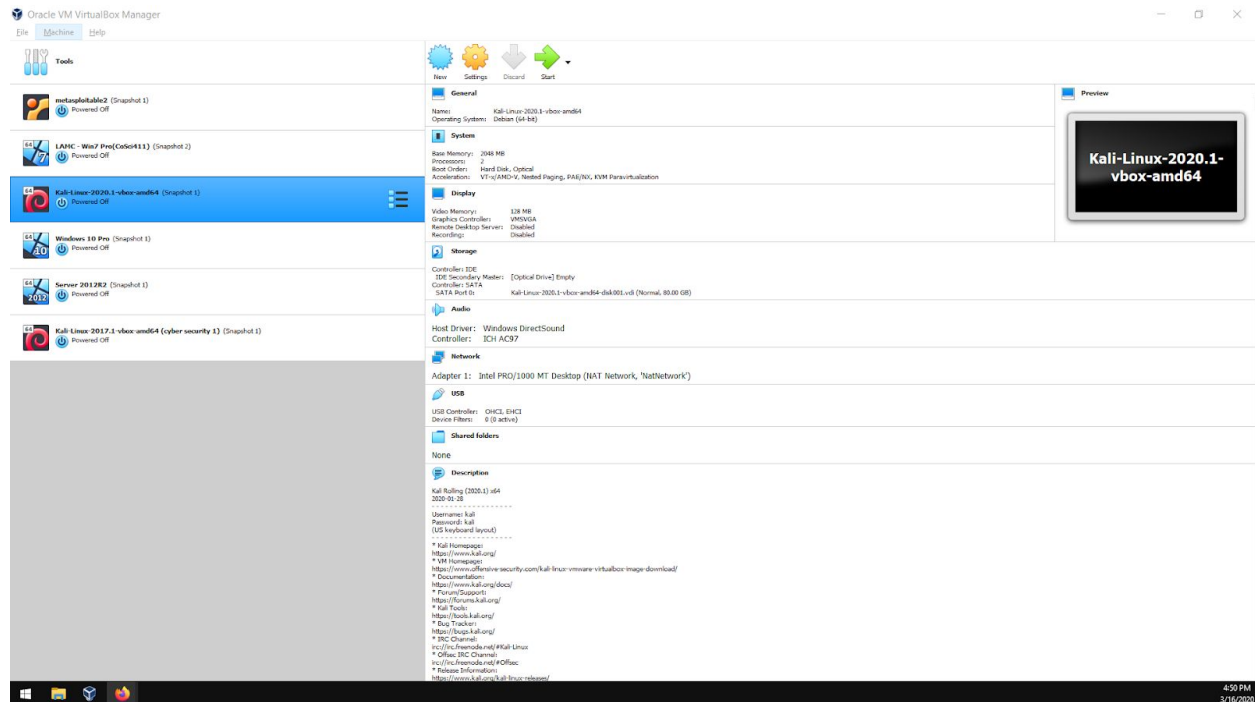 Oracle VM VirtualBox Manager
File Machine Help
Tools
New Settings Discard Start
metasploitable2 (Snapshot 1)
Powered Off
64 7
LAMC - Win7 Pro(CoSci411) (Snapshot 2)
Powered Off
64
Kali-Linux-2020.1-vbox-amd64 (Snapshot 1)
Powered Off
64 10
Windows 10 Pro (Snapshot 1)
Powered Off
64 2012
Server 2012R2 (Snapshot 1)
Powered Off
64
Kali-Linux-2017.1-vbox-amd64 (cyber security 1) (Snapshot 1)
Powered Off
General
Name: Kali-Linux-2020.1-vbox-amd64
Operating System: Debian (64-bit)
System
Base Memory: 2048 MB
Processors: 2
Boot Order: Hard Disk, Optical
Acceleration: VT-x/AMD-V, Nested Paging, PAE/NX, KVM Paravirtualization
Display
Video Memory: 128 MB
Graphics Controller: VMSVGA
Remote Desktop Server: Disabled
Recording: Disabled
Storage
Controller: IDE
IDE Secondary Master: [Optical Drive] Empty
Controller: SATA
SATA Port 0: Kali-Linux-2020.1-vbox-amd64-disk001.vdi (Normal, 80.00 GB)
Audio
Host Driver: Windows DirectSound
Controller: ICH AC97
Network
Adapter 1: Intel PRO/1000 MT Desktop (NAT Network, 'NatNetwork')
USB
USB Controller: OHCI, EHCI
Device Filters: 0 (0 active)
Shared folders
None
Description
Kali Rolling (2020.1) x64
2020-01-28
- - - - - - - - - - - - - - - - - - -
Username: kali
Password: kali
(US keyboard layout)
- - - - - - - - - - - - - - - - - - -
* Kali Homepage:
https://www.kali.org/
* VM Homepage:
https://www.offensive-security.com/kali-linux-vmware-virtualbox-image-download/
* Documentation:
https://www.kali.org/docs/
* Forum/Support:
https://forums.kali.org/
* Kali Tools:
https://tools.kali.org/
* Bug Tracker:
https://bugs.kali.org/
* IRC Channel:
irc://irc.freenode.net/#Kali-Linux
* Offsec IRC Channel:
irc://irc.freenode.net/#Offsec
* Release Information:
https://www.kali.org/kali-linux-releases/
Preview
Kali-Linux-2020.1-
vbox-amd64
4:50 PM
3/16/2020